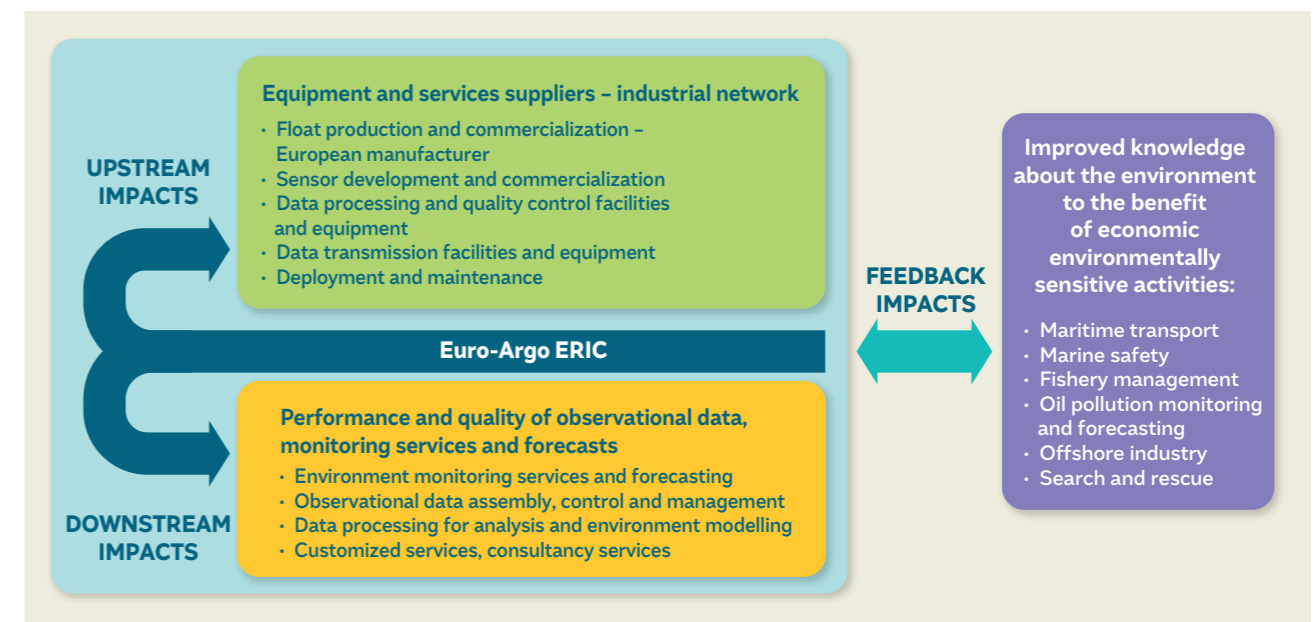 UPSTREAM
IMPACTS
Equipment and services suppliers – industrial network
· Float production and commercialization –
European manufacturer
· Sensor development and commercialization
· Data processing and quality control facilities
and equipment
· Data transmission facilities and equipment
· Deployment and maintenance
Euro-Argo ERIC
DOWNSTREAM
IMPACTS
Performance and quality of observational data,
monitoring services and forecasts
· Environment monitoring services and forecasting
· Observational data assembly, control and management
· Data processing for analysis and environment modelling
· Customized services, consultancy services
FEEDBACK
IMPACTS
Improved knowledge
about the environment
to the benefit
of economic
environmentally
sensitive activities:
· Maritime transport
· Marine safety
· Fishery management
· Oil pollution monitoring
and forecasting
· Offshore industry
· Search and rescue